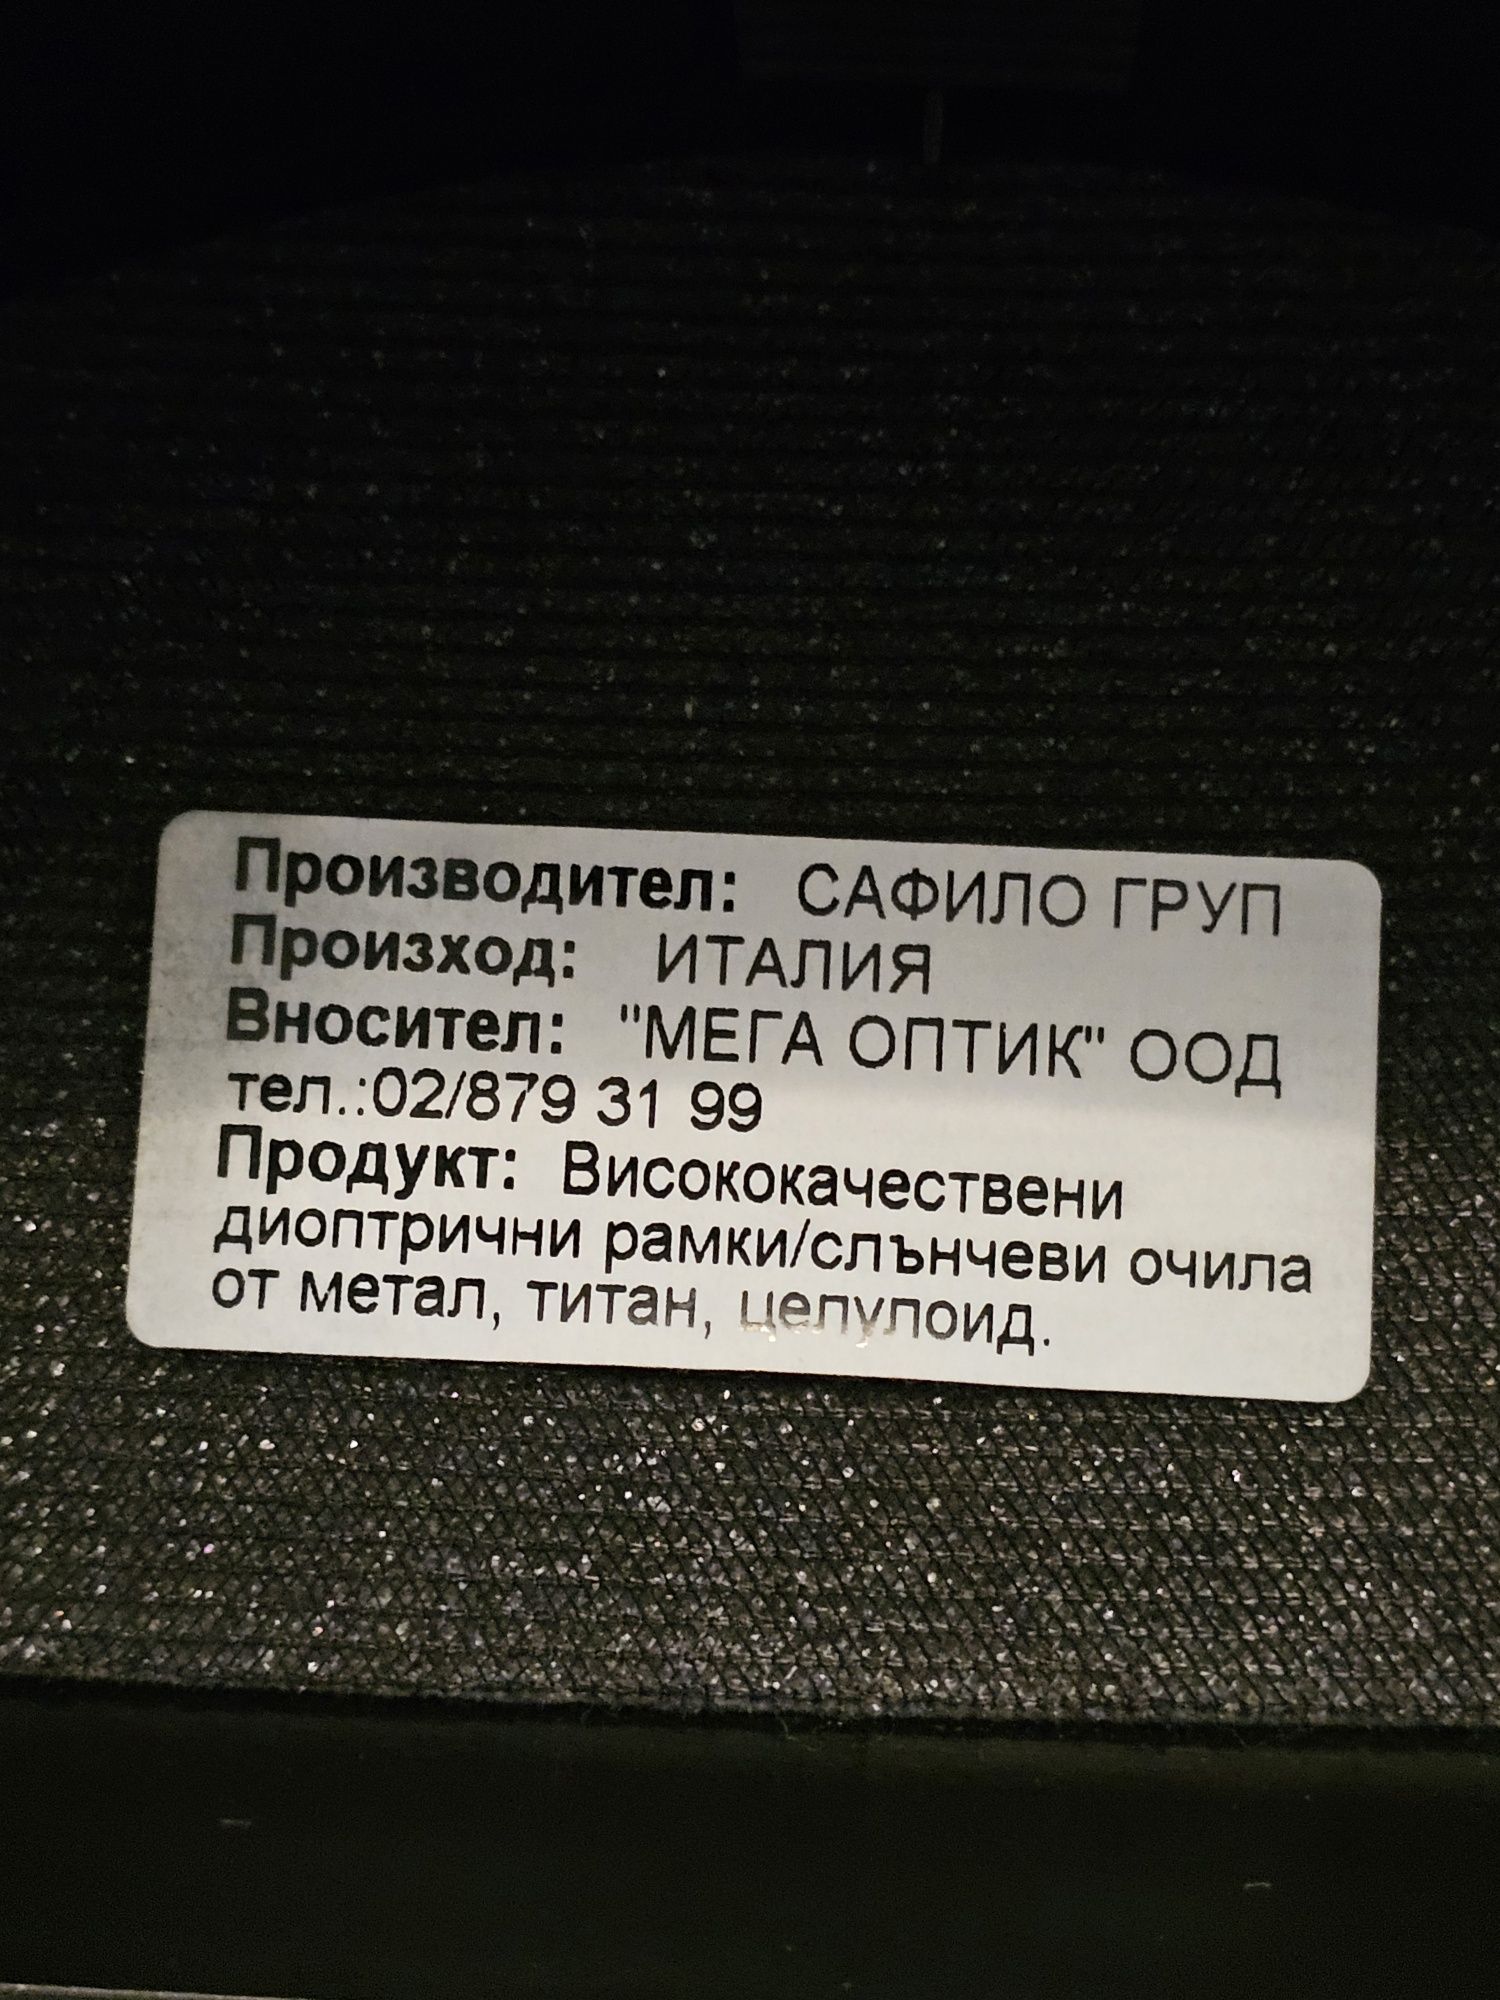 Производител: САФИЛО ГРУП
Произход: ИТАЛИЯ
Вносител: "МЕГА ОПТИК" ООД
тел.:02/879 31 99
Продукт: Висококачествени
диоптрични рамки/слънчеви очила
от метал, титан, целулоид.